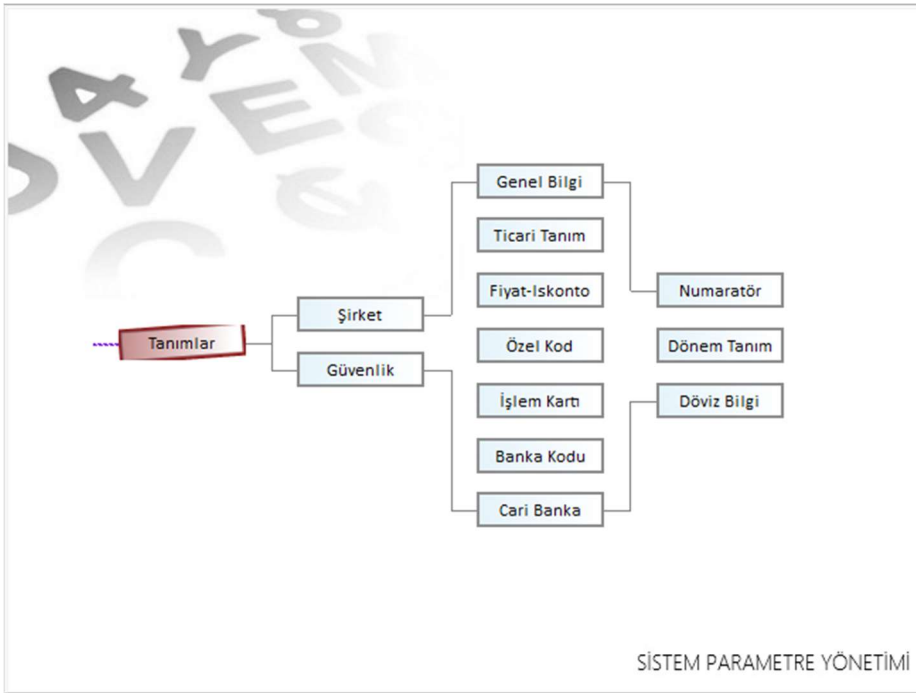 Tanımlar
Şirket
Güvenlik
Genel Bilgi
Ticari Tanım
Fiyat-Iskonto
Özel Kod
İşlem Kartı
Banka Kodu
Cari Banka
Numaratör
Dönem Tanım
Döviz Bilgi
SİSTEM PARAMETRE YÖNETİMİ